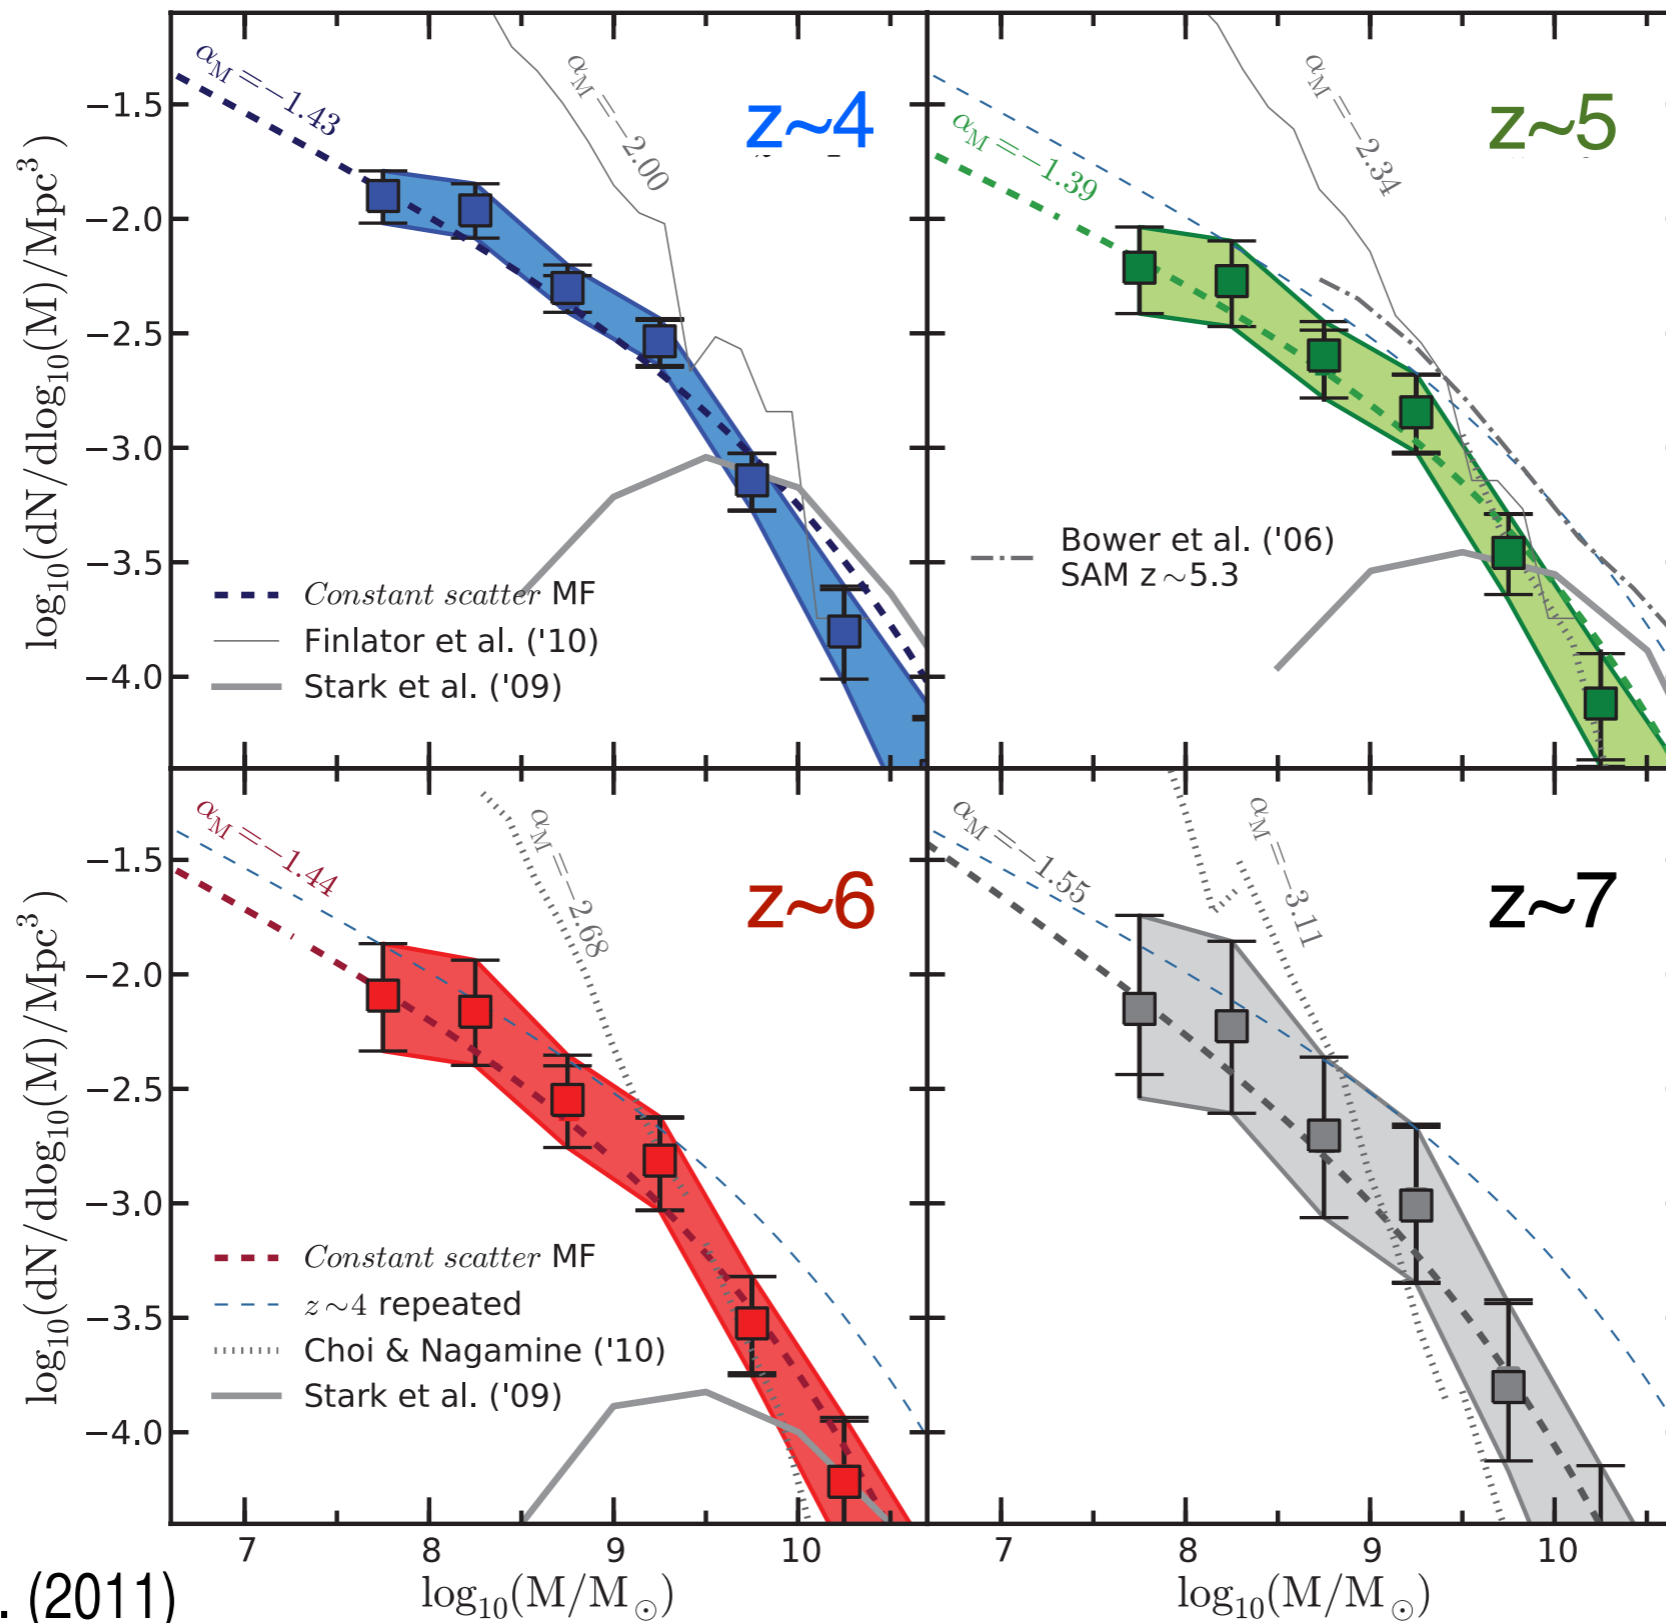 z~4
α_M=−1.43
α_M=−2.00
−1.5
−2.0
−2.5
−3.0
−3.5
−4.0
log₁₀(dN/dlog₁₀(M)/Mpc³)
Constant scatter MF
Finlator et al. ('10)
Stark et al. ('09)
z~5
α_M=−1.39
α_M=−2.34
Bower et al. ('06)
SAM z~5.3
z~6
α_M=−1.44
α_M=−2.68
−1.5
−2.0
−2.5
−3.0
−3.5
−4.0
log₁₀(dN/dlog₁₀(M)/Mpc³)
Constant scatter MF
z~4 repeated
Choi & Nagamine ('10)
Stark et al. ('09)
7 8 9 10
log₁₀(M/M☉)
z~7
α_M=−1.55
α_M=−3.11
7 8 9 10
log₁₀(M/M☉)
. (2011)